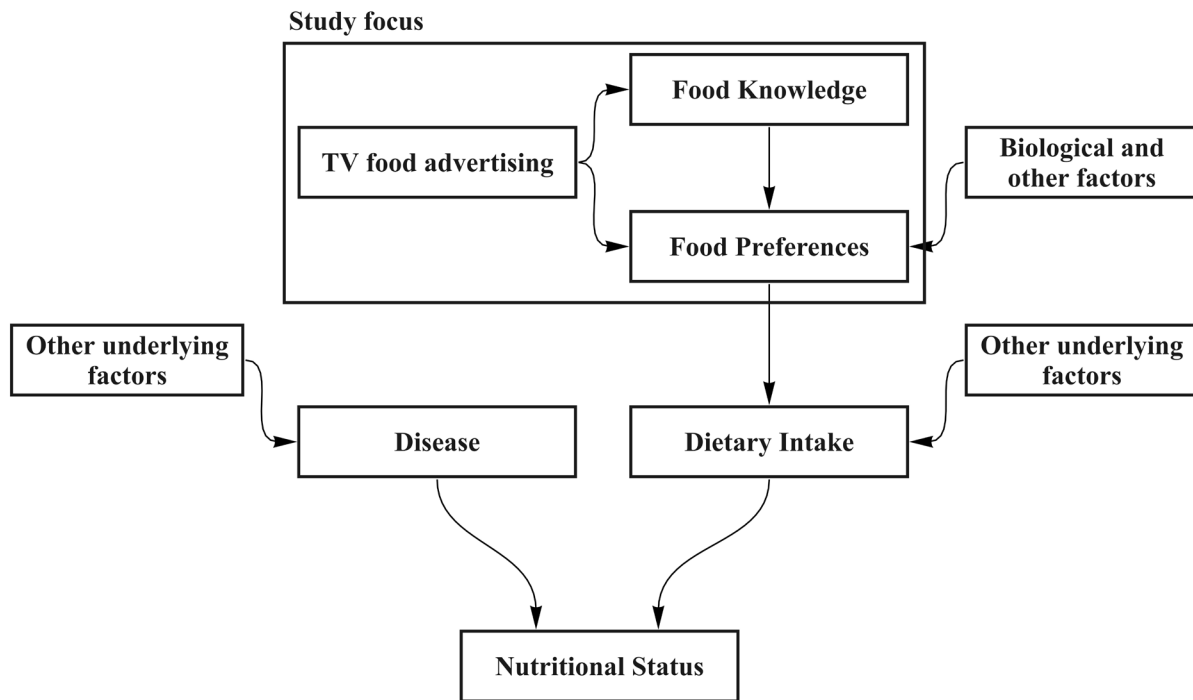 Study focus
Food Knowledge
TV food advertising
Biological and
other factors
Food Preferences
Other underlying
factors
Other underlying
factors
Disease
Dietary Intake
Nutritional Status